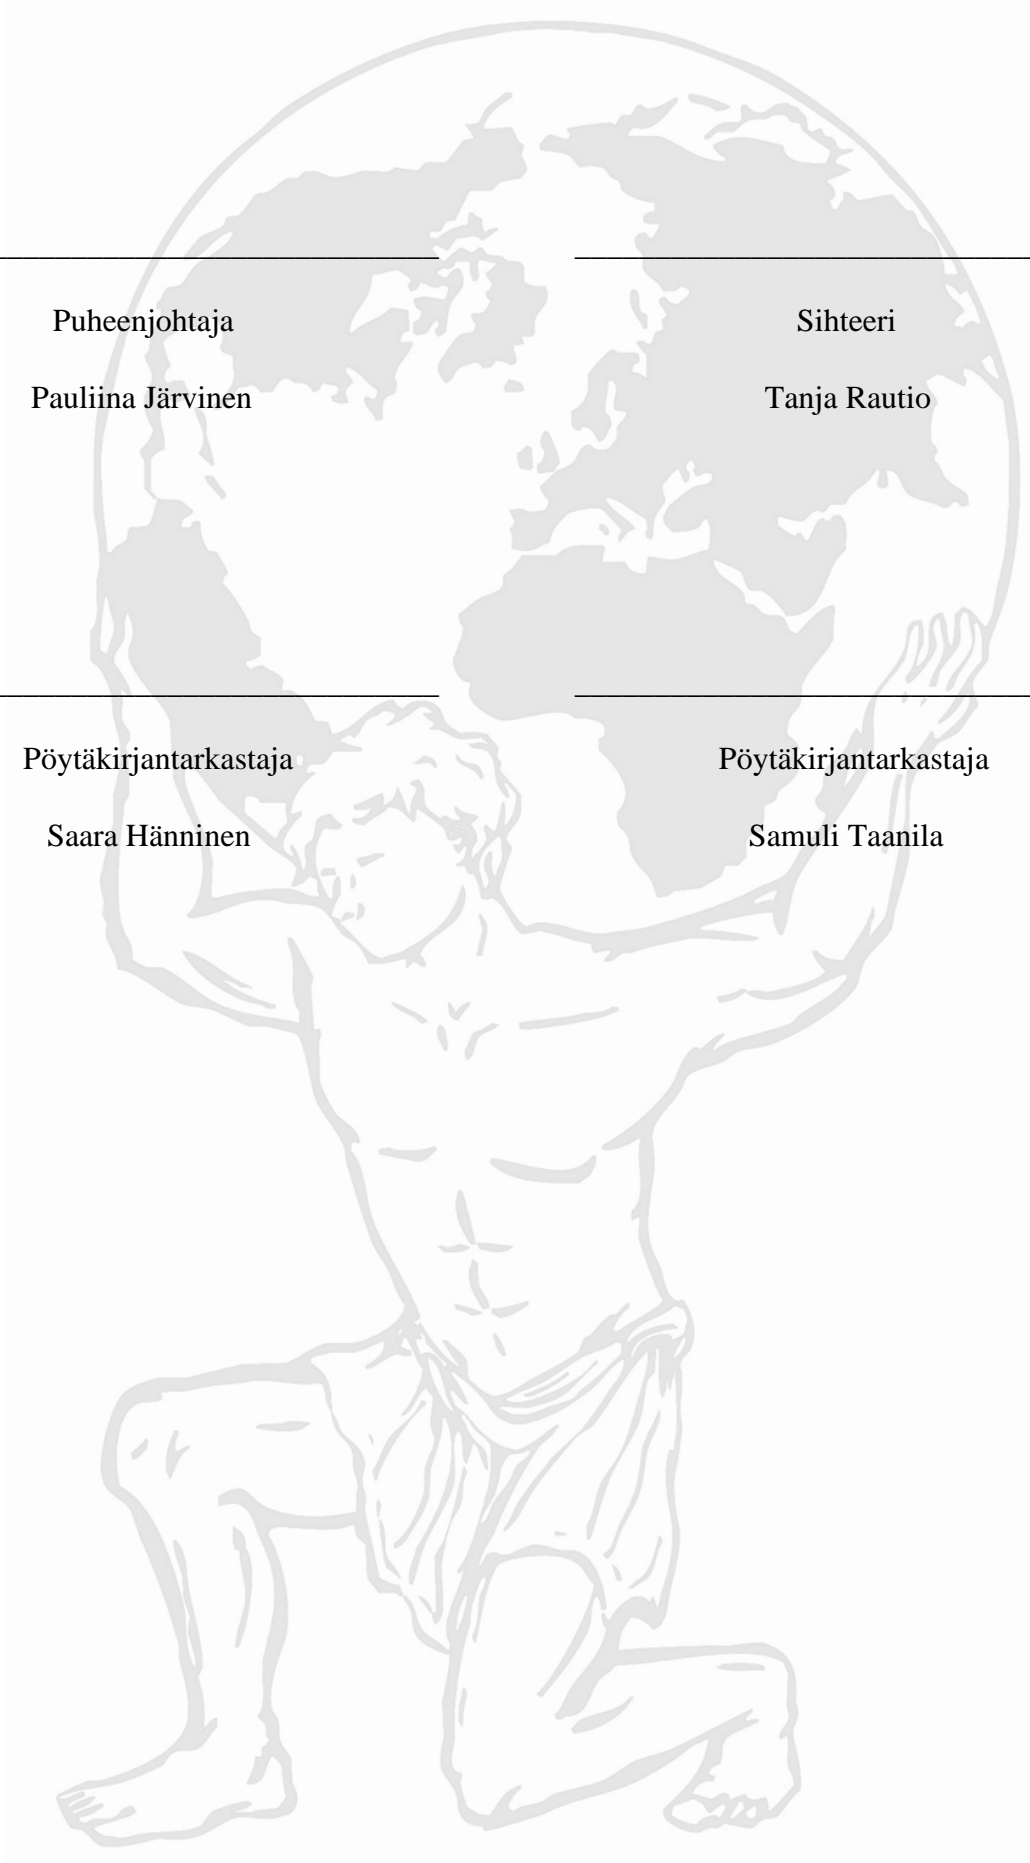 Puheenjohtaja
Sihteeri
Pauliina Järvinen
Tanja Rautio
Pöytäkirjantarkastaja
Pöytäkirjantarkastaja
Saara Hänninen
Samuli Taanila